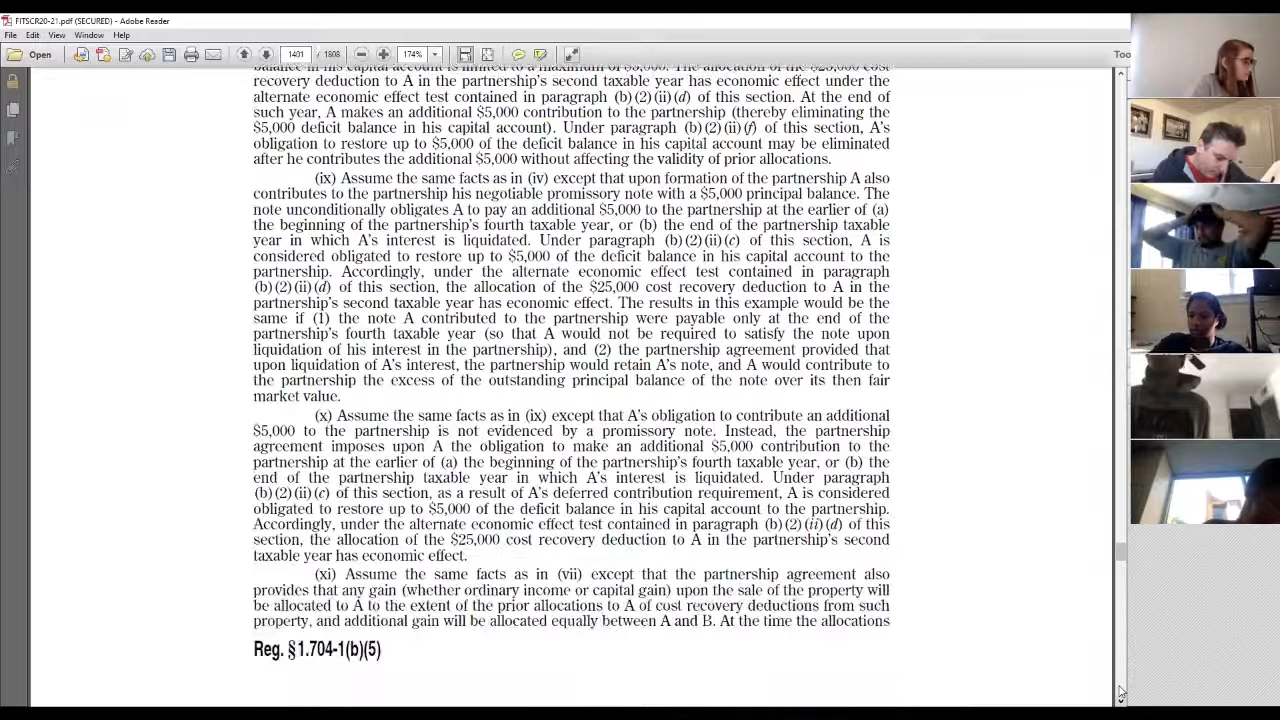 FITSCR20-21.pdf (SECURED) - Adobe Reader
File Edit View Window Help
Open 1401 / 1808 174% Too
balance in his capital account is limited to a maximum of $5,000. The allocation of the $25,000 cost
recovery deduction to A in the partnership's second taxable year has economic effect under the
alternate economic effect test contained in paragraph (b)(2)(ii)(d) of this section. At the end of
such year, A makes an additional $5,000 contribution to the partnership (thereby eliminating the
$5,000 deficit balance in his capital account). Under paragraph (b)(2)(ii)(f) of this section, A's
obligation to restore up to $5,000 of the deficit balance in his capital account may be eliminated
after he contributes the additional $5,000 without affecting the validity of prior allocations.
(ix) Assume the same facts as in (iv) except that upon formation of the partnership A also
contributes to the partnership his negotiable promissory note with a $5,000 principal balance. The
note unconditionally obligates A to pay an additional $5,000 to the partnership at the earlier of (a)
the beginning of the partnership's fourth taxable year, or (b) the end of the partnership taxable
year in which A's interest is liquidated. Under paragraph (b)(2)(ii)(c) of this section, A is
considered obligated to restore up to $5,000 of the deficit balance in his capital account to the
partnership. Accordingly, under the alternate economic effect test contained in paragraph
(b)(2)(ii)(d) of this section, the allocation of the $25,000 cost recovery deduction to A in the
partnership's second taxable year has economic effect. The results in this example would be the
same if (1) the note A contributed to the partnership were payable only at the end of the
partnership's fourth taxable year (so that A would not be required to satisfy the note upon
liquidation of his interest in the partnership), and (2) the partnership agreement provided that
upon liquidation of A's interest, the partnership would retain A's note, and A would contribute to
the partnership the excess of the outstanding principal balance of the note over its then fair
market value.
(x) Assume the same facts as in (ix) except that A's obligation to contribute an additional
$5,000 to the partnership is not evidenced by a promissory note. Instead, the partnership
agreement imposes upon A the obligation to make an additional $5,000 contribution to the
partnership at the earlier of (a) the beginning of the partnership's fourth taxable year, or (b) the
end of the partnership taxable year in which A's interest is liquidated. Under paragraph
(b)(2)(ii)(c) of this section, as a result of A's deferred contribution requirement, A is considered
obligated to restore up to $5,000 of the deficit balance in his capital account to the partnership.
Accordingly, under the alternate economic effect test contained in paragraph (b)(2)(ii)(d) of this
section, the allocation of the $25,000 cost recovery deduction to A in the partnership's second
taxable year has economic effect.
(xi) Assume the same facts as in (vii) except that the partnership agreement also
provides that any gain (whether ordinary income or capital gain) upon the sale of the property will
be allocated to A to the extent of the prior allocations to A of cost recovery deductions from such
property, and additional gain will be allocated equally between A and B. At the time the allocations
Reg. §1.704-1(b)(5)